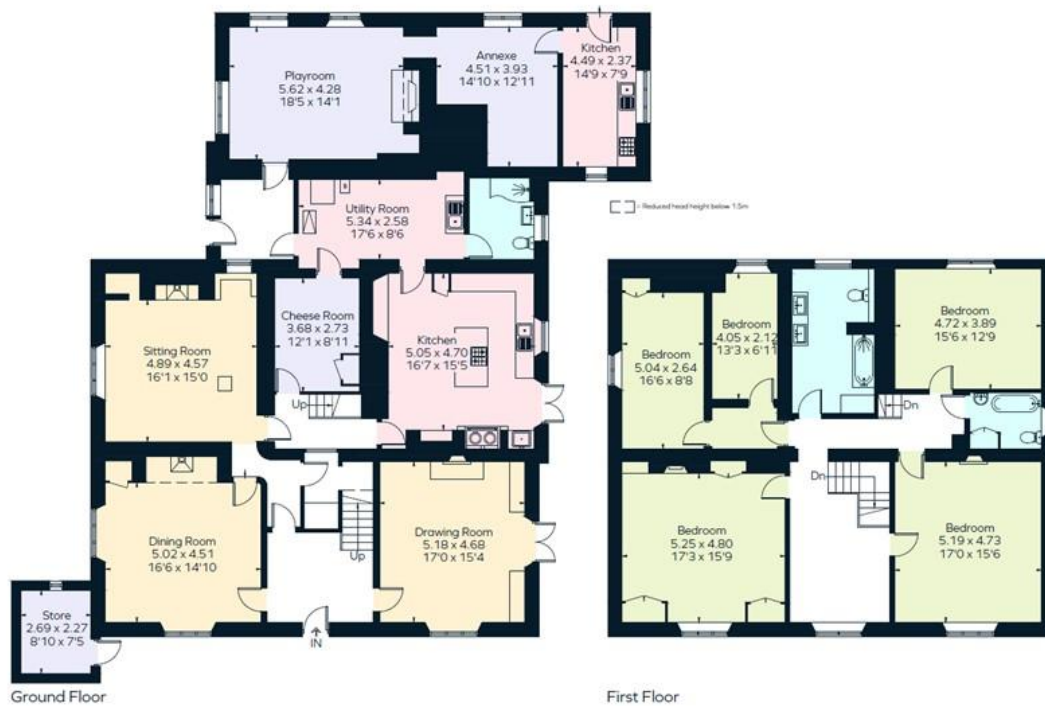 Playroom
5.62 x 4.28
18'5 x 14'1
Annexe
4.51 x 3.93
14'10 x 12'11
Kitchen
4.49 x 2.37
14'9 x 7'9
Utility Room
5.34 x 2.58
17'6 x 8'6
= Reduced head height below 1.5m
Sitting Room
4.89 x 4.57
16'1 x 15'0
Cheese Room
3.68 x 2.73
12'1 x 8'11
Up
Kitchen
5.05 x 4.70
16'7 x 15'5
Dining Room
5.02 x 4.51
16'6 x 14'10
Up
Drawing Room
5.18 x 4.68
17'0 x 15'4
Store
2.69 x 2.27
8'10 x 7'5
IN
Ground Floor
Bedroom
5.04 x 2.64
16'6 x 8'8
Bedroom
4.05 x 2.12
13'3 x 6'11
Bedroom
4.72 x 3.89
15'6 x 12'9
Dn
Dn
Bedroom
5.25 x 4.80
17'3 x 15'9
Bedroom
5.19 x 4.73
17'0 x 15'6
First Floor